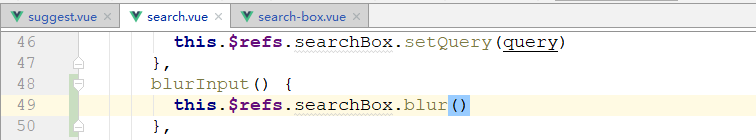 suggest.vue search.vue search-box.vue
46 this.$refs.searchBox.setQuery(query)
47 },
48 blurInput() {
49 this.$refs.searchBox.blur()
50 },